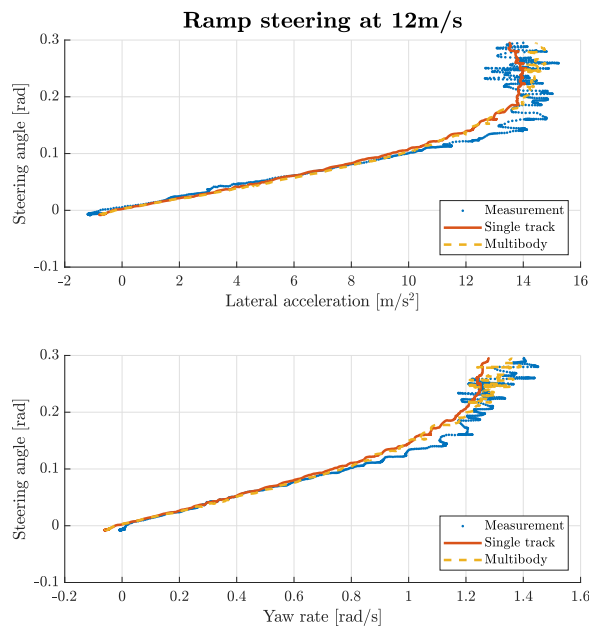 Ramp steering at 12m/s
0.3
0.2
0.1
0
-0.1
Steering angle [rad]
Measurement
Single track
Multibody
-2 0 2 4 6 8 10 12 14 16
Lateral acceleration [m/s²]
0.3
0.2
0.1
0
-0.1
Steering angle [rad]
Measurement
Single track
Multibody
-0.2 0 0.2 0.4 0.6 0.8 1 1.2 1.4 1.6
Yaw rate [rad/s]